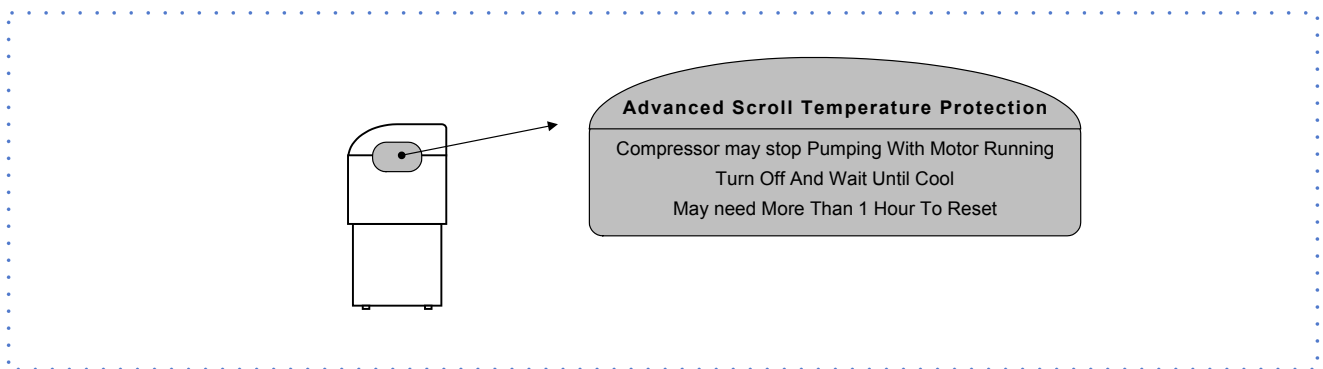 Advanced Scroll Temperature Protection
Compressor may stop Pumping With Motor Running
Turn Off And Wait Until Cool
May need More Than 1 Hour To Reset